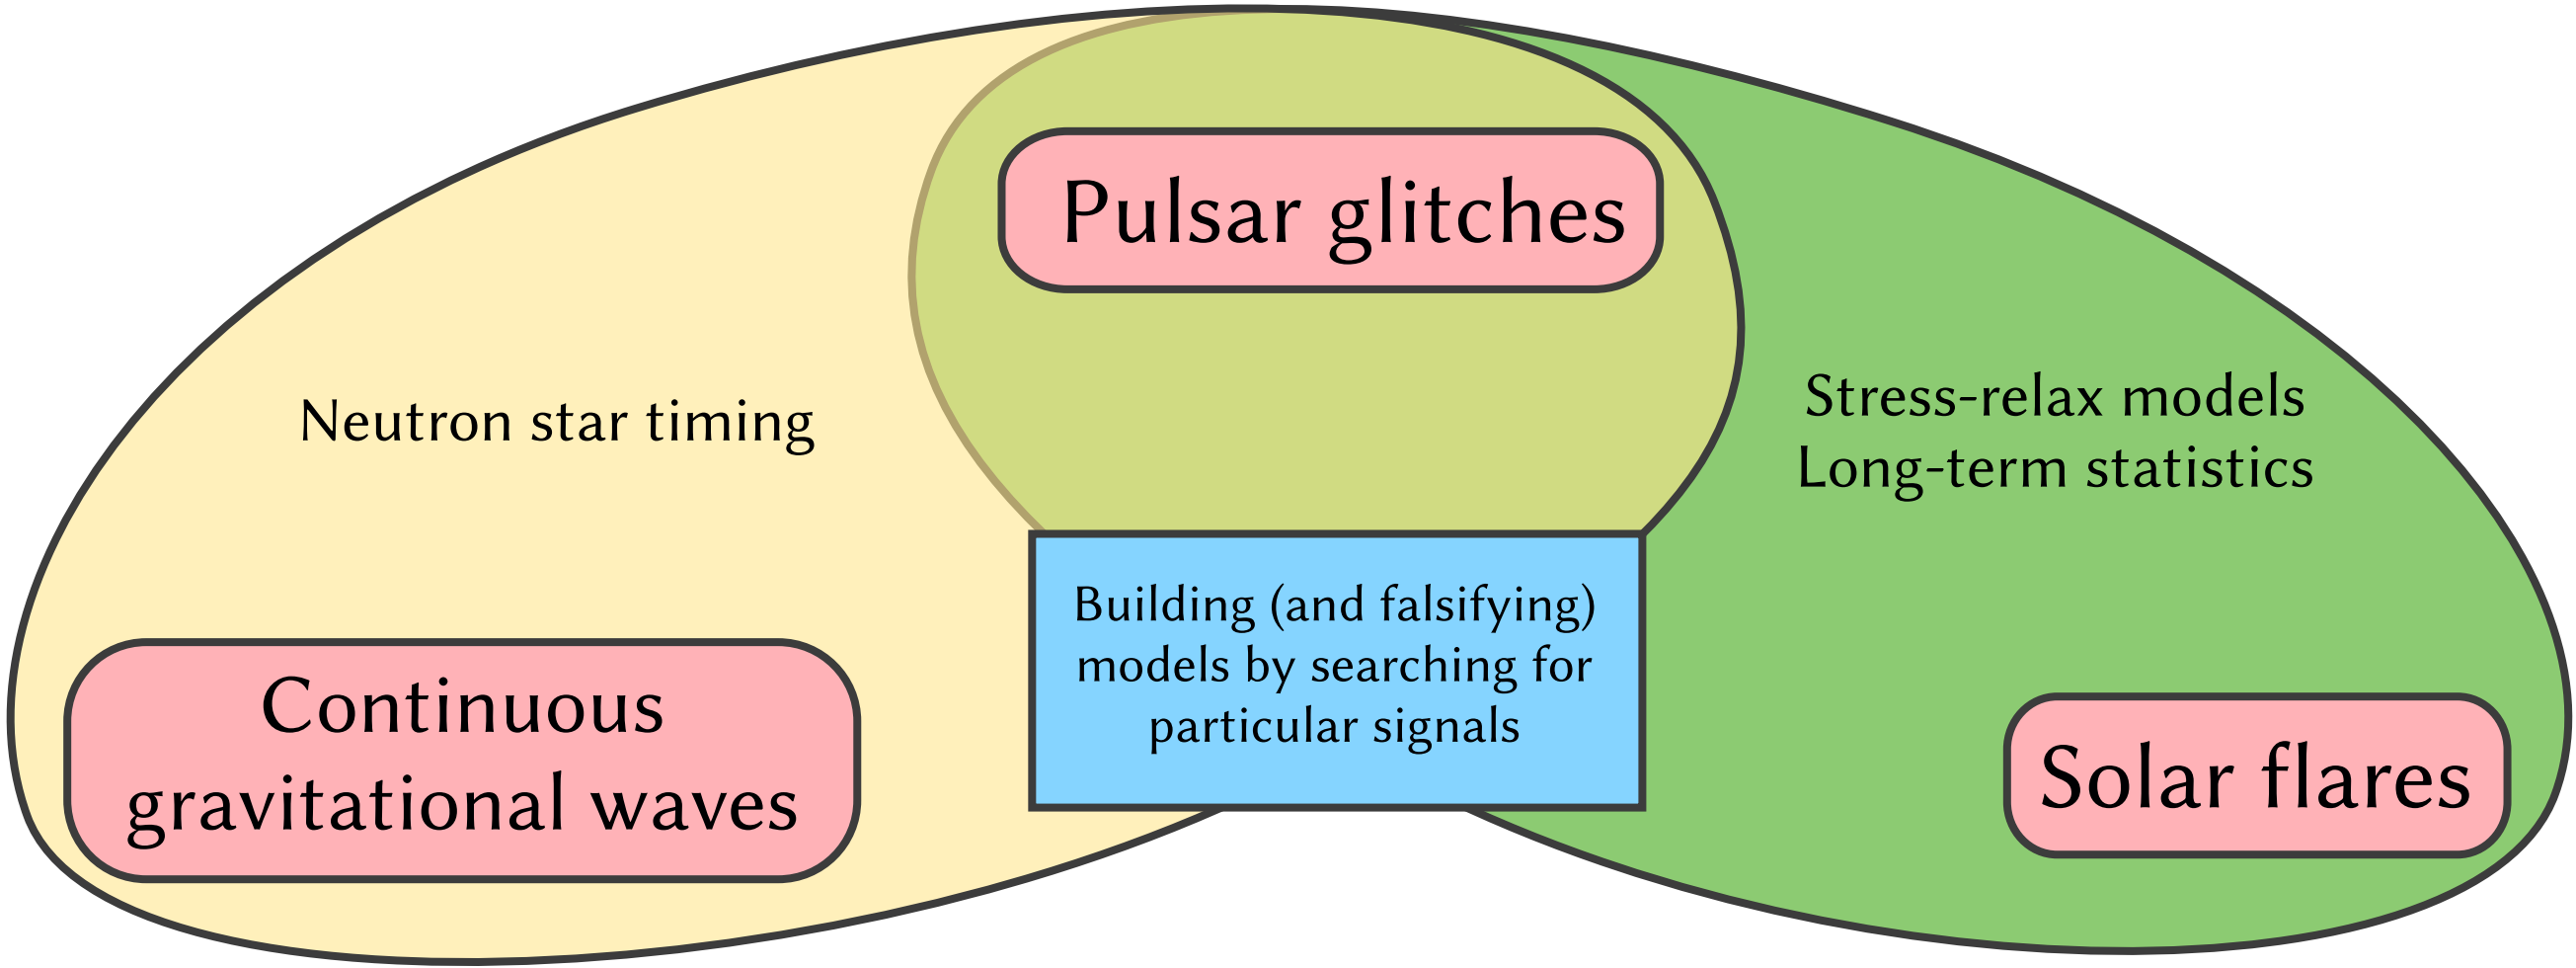 Pulsar glitches
Neutron star timing
Stress-relax models
Long-term statistics
Building (and falsifying)
models by searching for
particular signals
Continuous
gravitational waves
Solar flares